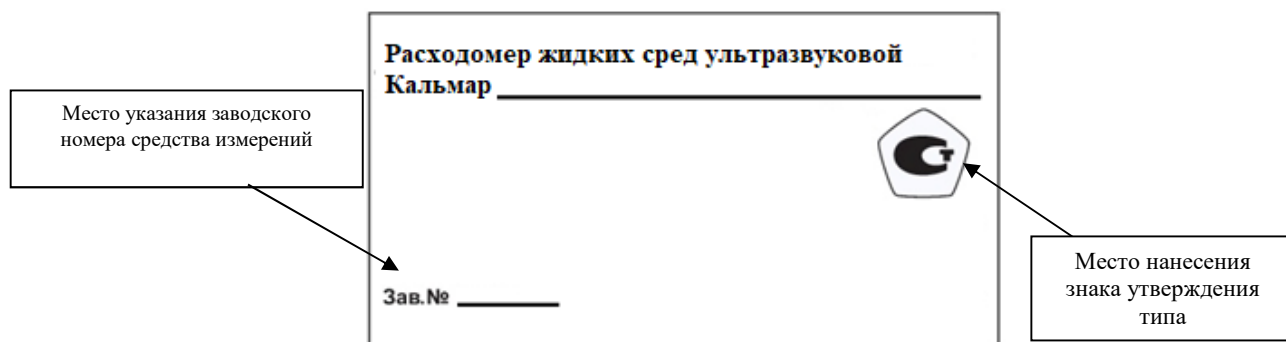 Расходомер жидких сред ультразвуковой
Кальмар
Место указания заводского
номера средства измерений
Зав.№
Место нанесения
знака утверждения
типа